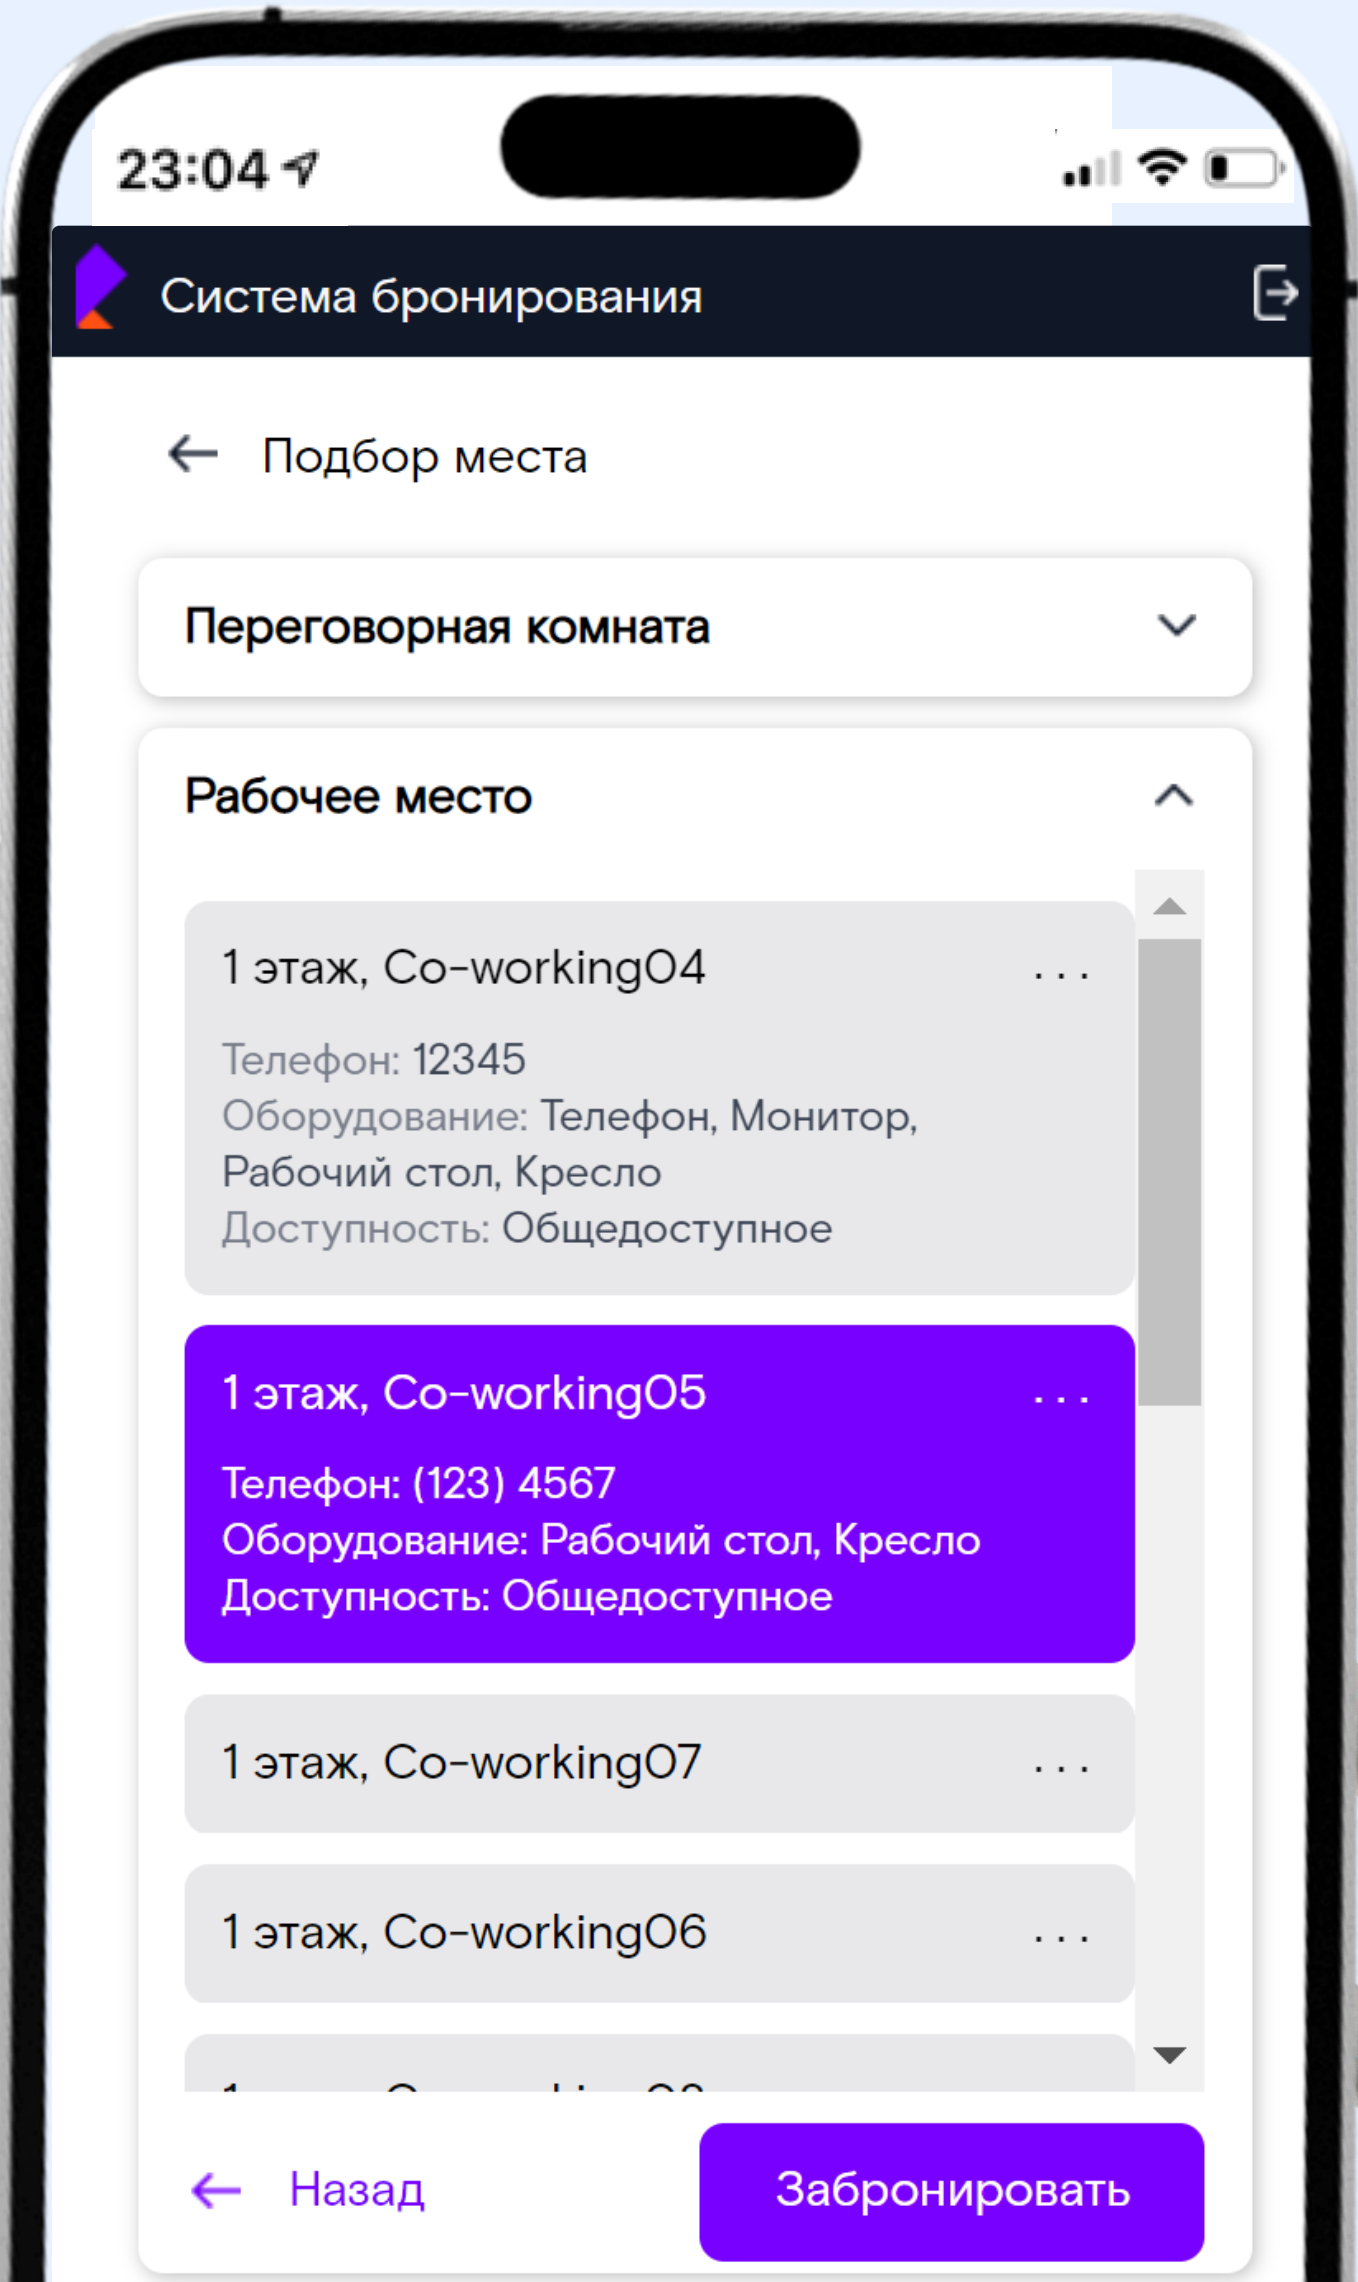 23:04
Система бронирования
Подбор места
Переговорная комната
Рабочее место
1 этаж, Co-working04
...
Телефон: 12345
Оборудование: Телефон, Монитор,
Рабочий стол, Кресло
Доступность: Общедоступное
1 этаж, Co-working05
...
Телефон: (123) 4567
Оборудование: Рабочий стол, Кресло
Доступность: Общедоступное
1 этаж, Co-working07
...
1 этаж, Co-working06
...
Назад
Забронировать